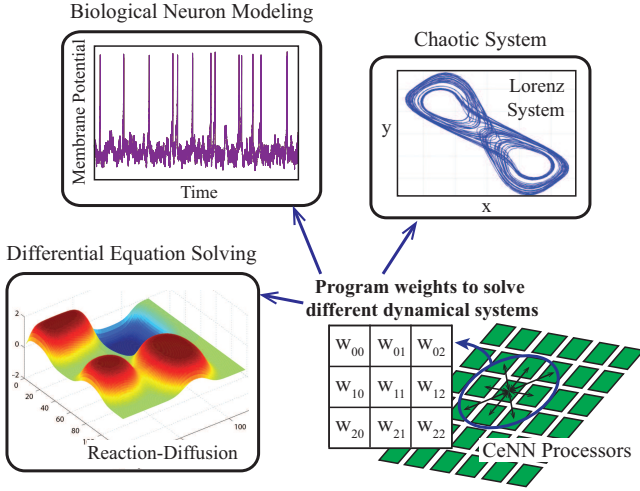 Biological Neuron Modeling
Membrane Potential
Time
Chaotic System
Lorenz
System
y
x
Differential Equation Solving
2
0
-2
0
20
40
60
80
100
Reaction-Diffusion
Program weights to solve
different dynamical systems
W00 W01 W02
W10 W11 W12
W20 W21 W22
CeNN Processors